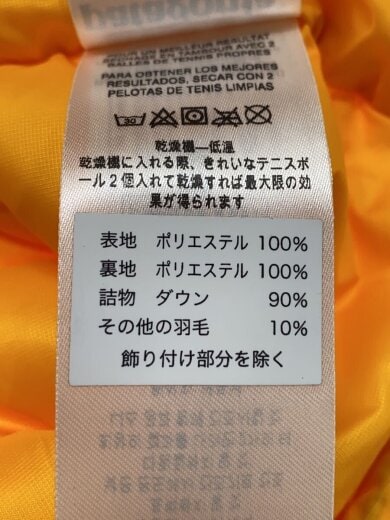 POUR UN MEILLEUR RESULTAT
RECHAGE EN TAMBOUR AVEC 2
BALLES DE TENNIS PROPRES
PARA OBTENER LOS MEJORES
RESULTADOS, SECAR CON 2
PELOTAS DE TENIS LIMPIAS
30
乾燥機—低温
乾燥機に入れる際、きれいなテニスボ
ール2個入れて乾燥すれば最大限の効
果が得られます
表地 ポリエステル 100%
裏地 ポリエステル 100%
詰物 ダウン 90%
その他の羽毛 10%
飾り付け部分を除く